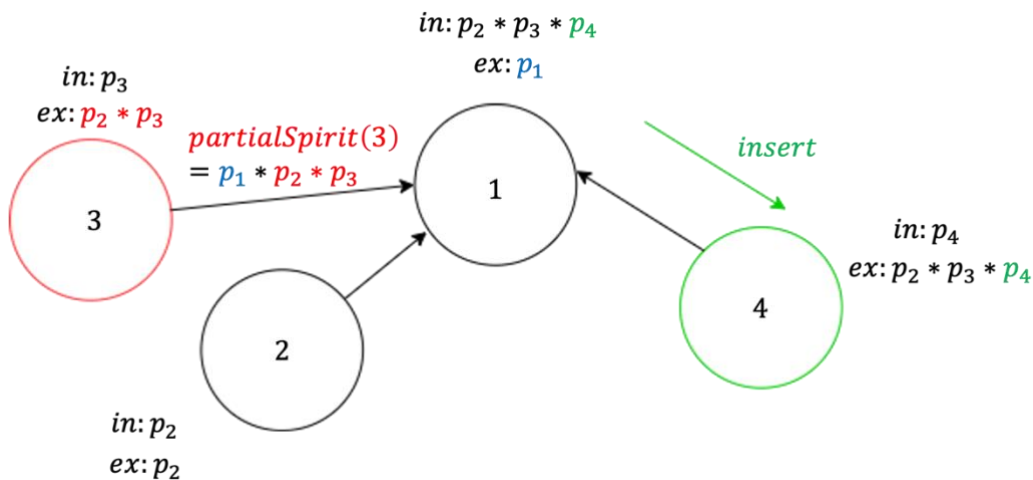 in: p₂ * p₃ * p₄
ex: p₁
in: p₃
ex: p₂ * p₃
partialSpirit(3)
= p₁ * p₂ * p₃
insert
1
3
in: p₄
ex: p₂ * p₃ * p₄
4
2
in: p₂
ex: p₂